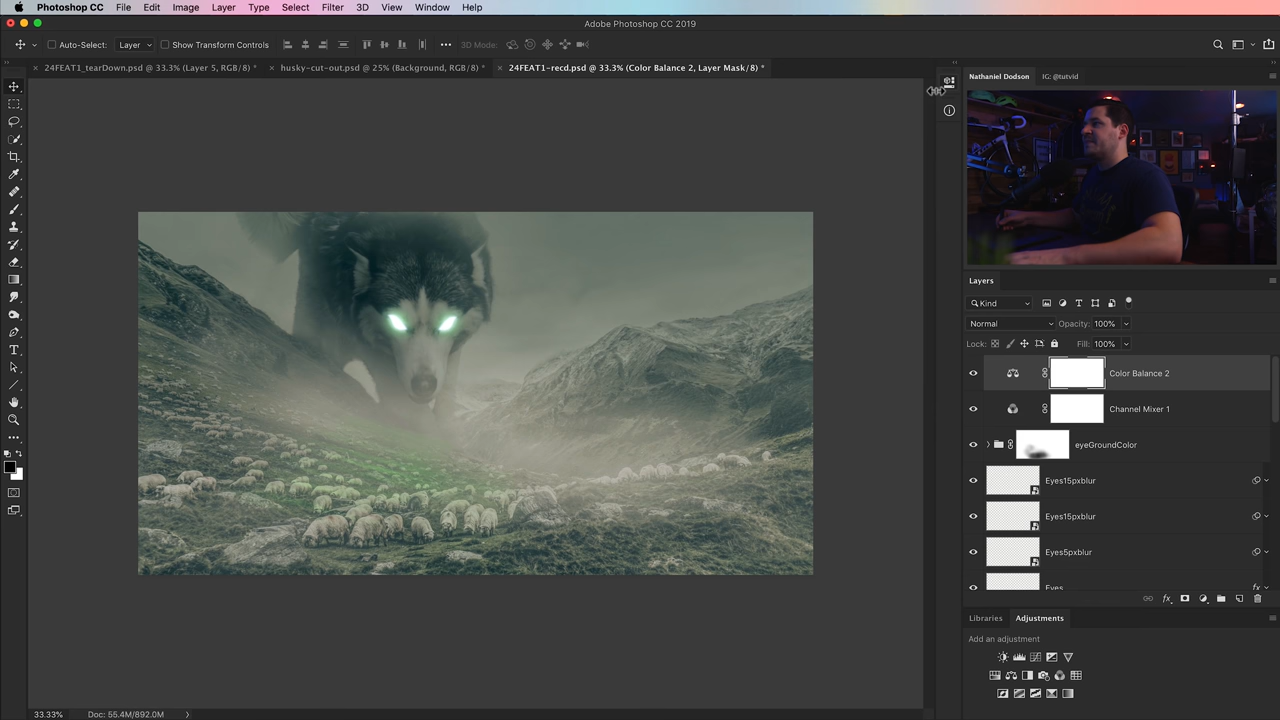 Photoshop CC File Edit Image Layer Type Select Filter 3D View Window Help
Adobe Photoshop CC 2019
Auto-Select: Layer Show Transform Controls 3D Mode:
24FEAT1_tearDown.psd @ 33.3% (Layer 5, RGB/8) * husky-cut-out.psd @ 25% (Background, RGB/8) * 24FEAT1-recd.psd @ 33.3% (Color Balance 2, Layer Mask/8) *
Nathaniel Dodson IG: @tutvid
Layers
Kind
Normal Opacity: 100%
Lock: Fill: 100%
Color Balance 2
Channel Mixer 1
eyeGroundColor
Eyes15pxblur
Eyes15pxblur
Eyes5pxblur
Eyes fx
fx
Libraries Adjustments
Add an adjustment
33.33% Doc: 55.4M/892.0M